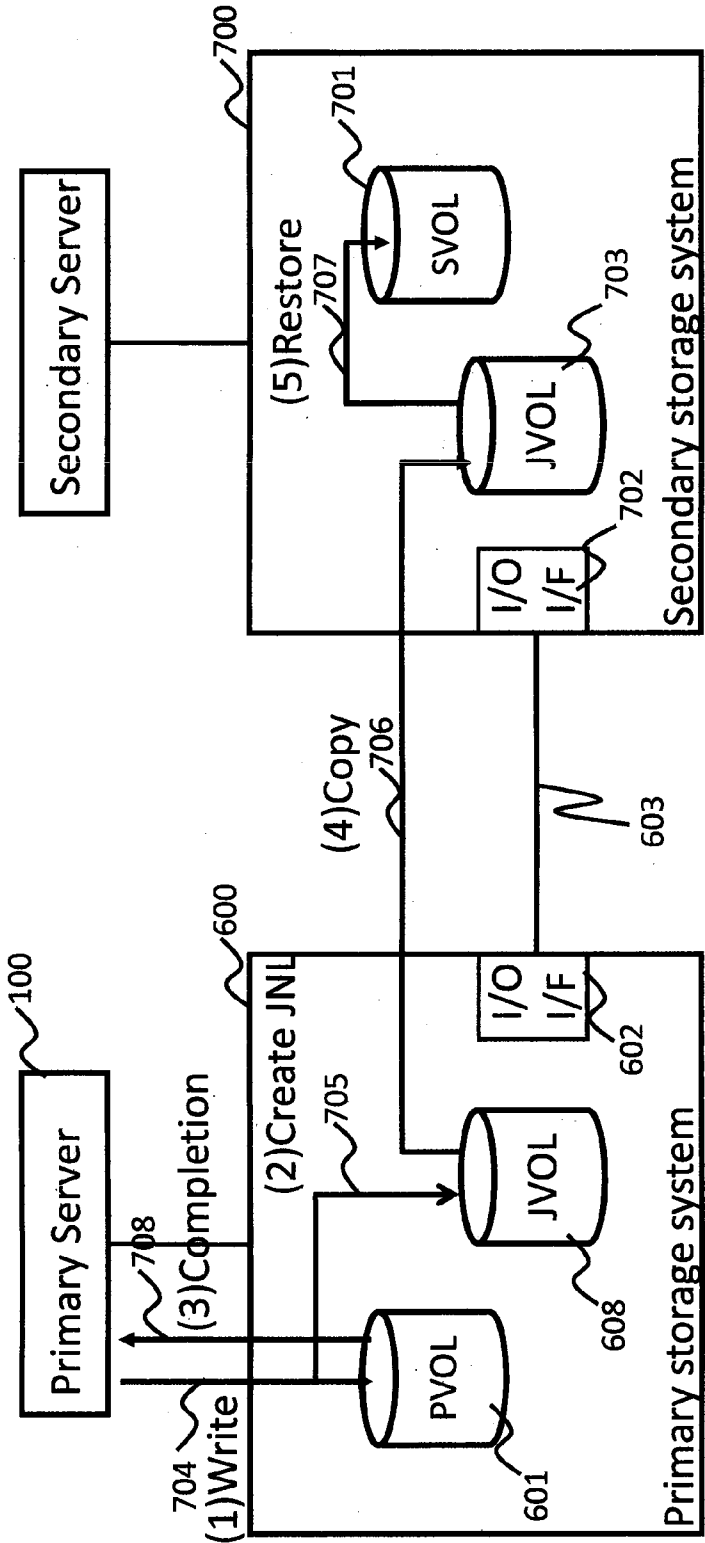 Primary Server
100
Secondary Server
704
(1)Write
708
(3)Completion
600
700
(2)Create JNL
705
(4)Copy
706
(5)Restore
707
701
PVOL
601
JVOL
608
I/O
I/F
602
603
I/O
I/F
702
JVOL
703
SVOL
Primary storage system
Secondary storage system